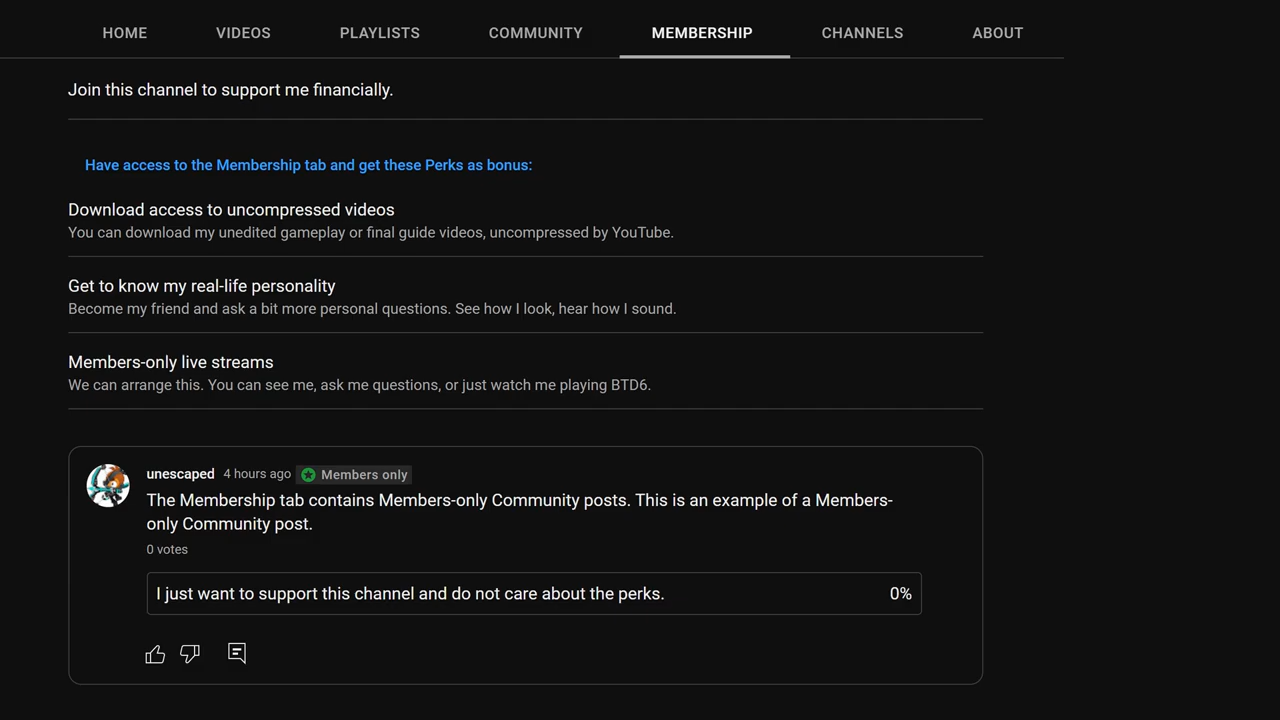 HOME VIDEOS PLAYLISTS COMMUNITY MEMBERSHIP CHANNELS ABOUT
Join this channel to support me financially.
Have access to the Membership tab and get these Perks as bonus:
Download access to uncompressed videos
You can download my unedited gameplay or final guide videos, uncompressed by YouTube.
Get to know my real-life personality
Become my friend and ask a bit more personal questions. See how I look, hear how I sound.
Members-only live streams
We can arrange this. You can see me, ask me questions, or just watch me playing BTD6.
unescaped 4 hours ago Members only
The Membership tab contains Members-only Community posts. This is an example of a Members-
only Community post.
0 votes
I just want to support this channel and do not care about the perks. 0%